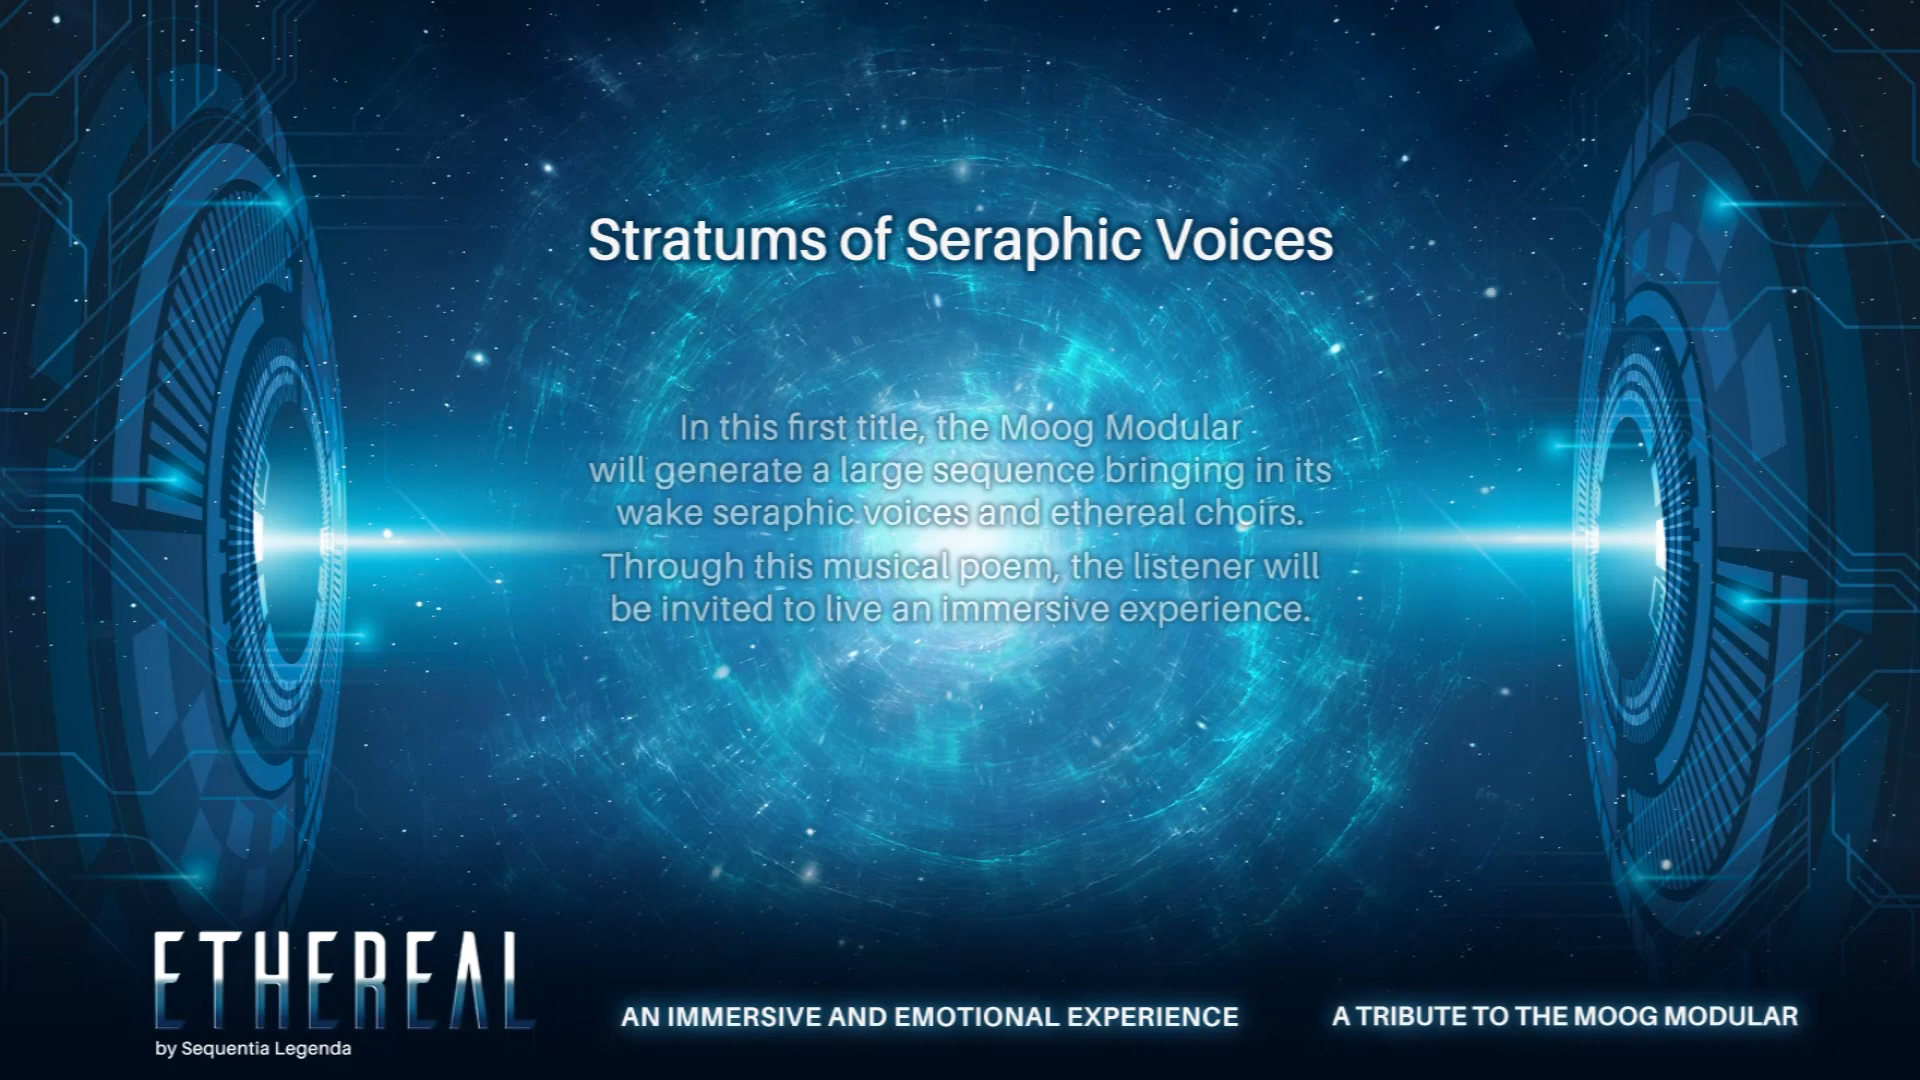 Stratums of Seraphic Voices
In this first title, the Moog Modular
will generate a large sequence bringing in its
wake seraphic voices and ethereal choirs.
Through this musical poem, the listener will
be invited to live an immersive experience.
ETHEREAL
by Sequentia Legenda
AN IMMERSIVE AND EMOTIONAL EXPERIENCE
A TRIBUTE TO THE MOOG MODULAR